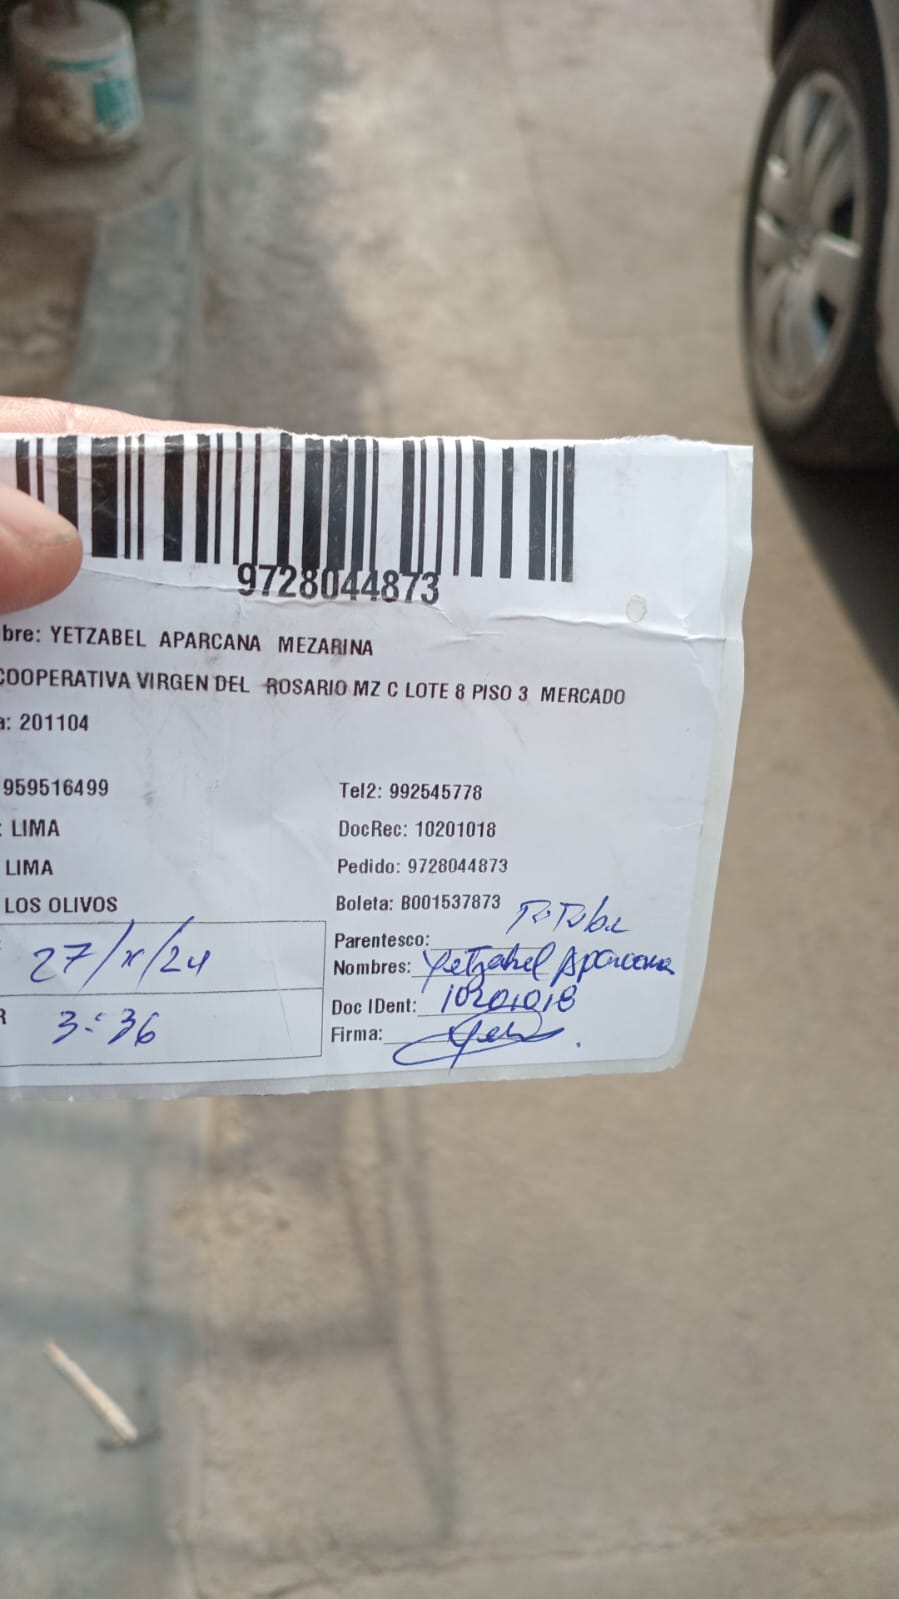 9728044873
bre: YETZABEL APARCANA MEZARINA
COOPERATIVA VIRGEN DEL ROSARIO MZ C LOTE 8 PISO 3 MERCADO
a: 201104
959516499 Tel2: 992545778
: LIMA DocRec: 10201018
LIMA Pedido: 9728044873
LOS OLIVOS Boleta: B001537873
Parentesco:
27/x/24 Nombres: Yetzabel Aparcana
Doc IDent: 10201018
R 3:36 Firma: